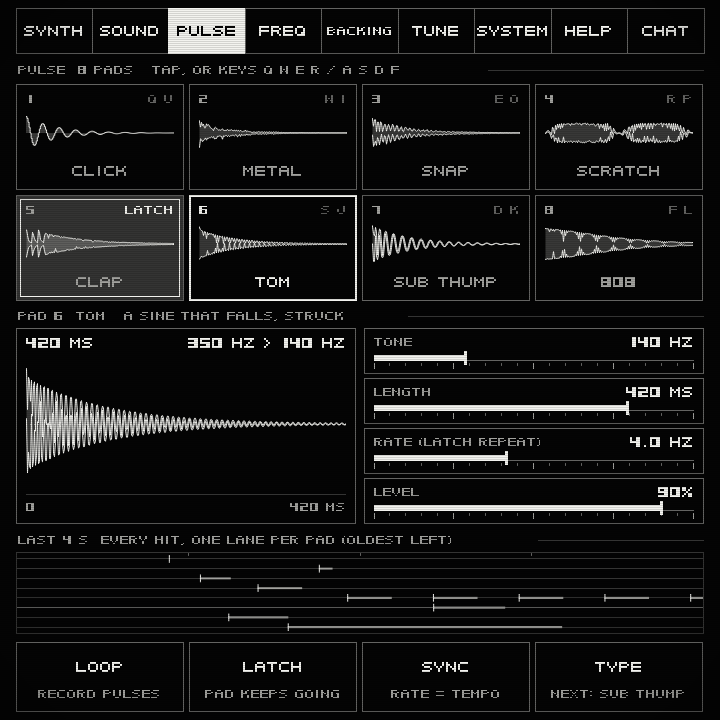 SYNTH SOUND PULSE FREQ BACKING TUNE SYSTEM HELP CHAT
PULSE 8 PADS TAP, OR KEYS Q W E R / A S D F
1 Q U 2 W I 3 E O 4 R P
CLICK METAL SNAP SCRATCH
5 LATCH 6 S J 7 D K 8 F L
CLAP TOM SUB THUMP 808
PAD 6 TOM A SINE THAT FALLS, STRUCK
420 MS 350 HZ > 140 HZ
TONE 140 HZ
LENGTH 420 MS
RATE (LATCH REPEAT) 4.0 HZ
LEVEL 90%
0 420 MS
LAST 4 S EVERY HIT, ONE LANE PER PAD (OLDEST LEFT)
LOOP LATCH SYNC TYPE
RECORD PULSES PAD KEEPS GOING RATE = TEMPO NEXT: SUB THUMP